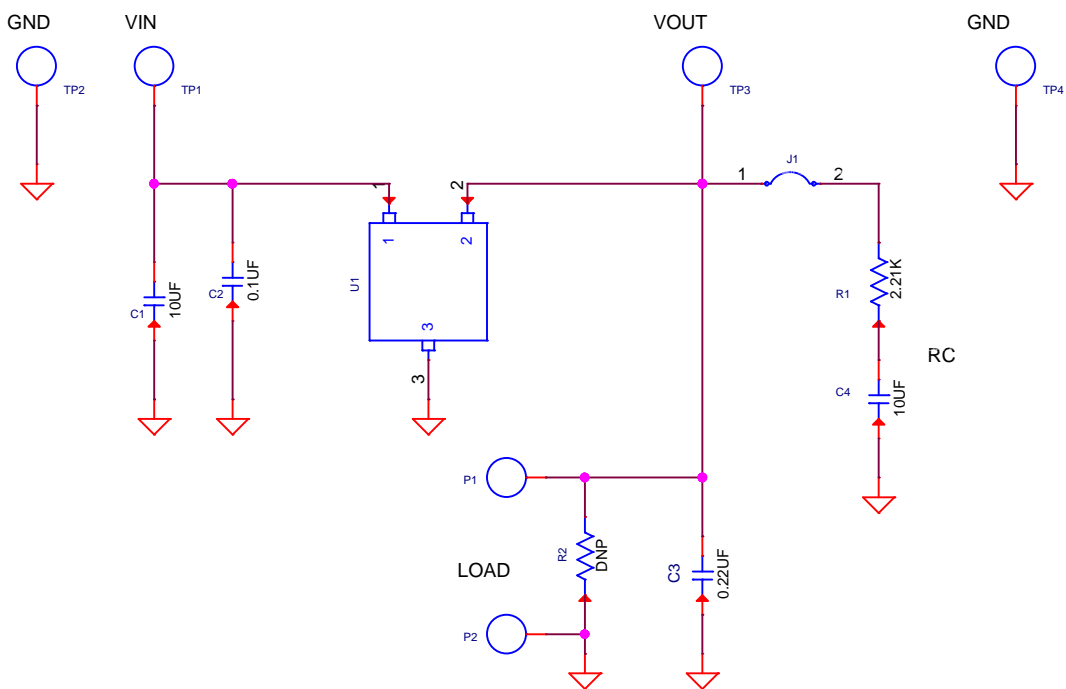 GND
VIN
VOUT
GND
TP2
TP1
TP3
TP4
J1
1
2
1
2
1
2
U1
3
3
C1
10UF
C2
0.1UF
R1
2.21K
RC
C4
10UF
P1
R2
DNP
LOAD
C3
0.22UF
P2